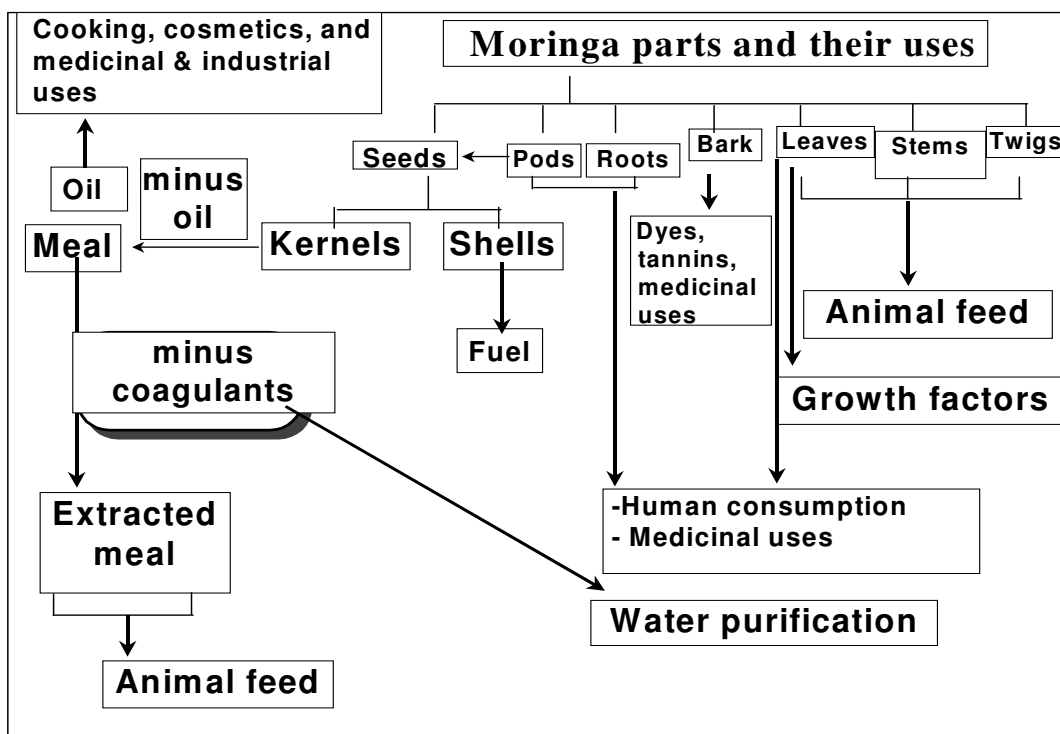 Cooking, cosmetics, and
medicinal & industrial
uses
Moringa parts and their uses
Seeds
Pods
Roots
Bark
Leaves
Stems
Twigs
Oil
minus
oil
Meal
Kernels
Shells
Dyes,
tannins,
medicinal
uses
Animal feed
Fuel
minus
coagulants
Growth factors
Extracted
meal
-Human consumption
- Medicinal uses
Water purification
Animal feed